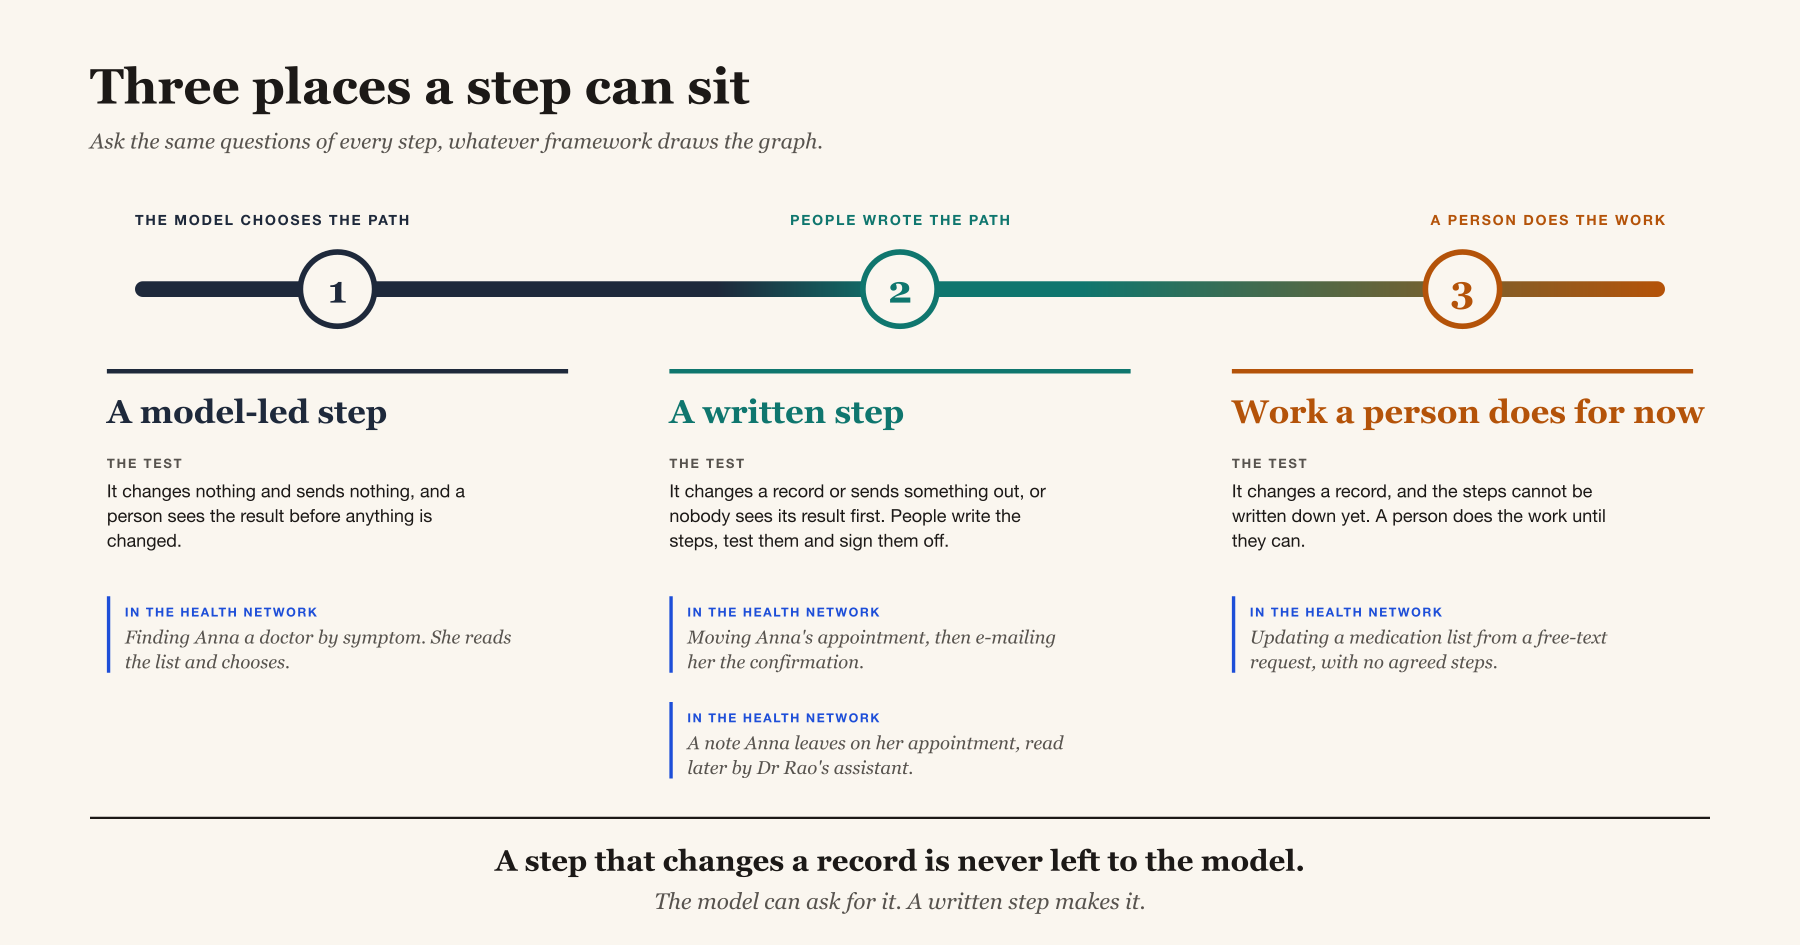 Three places a step can sit
Ask the same questions of every step, whatever framework draws the graph.
THE MODEL CHOOSES THE PATH
PEOPLE WROTE THE PATH
A PERSON DOES THE WORK
1
2
3
A model-led step
THE TEST
It changes nothing and sends nothing, and a
person sees the result before anything is
changed.
IN THE HEALTH NETWORK
Finding Anna a doctor by symptom. She reads
the list and chooses.
A written step
THE TEST
It changes a record or sends something out, or
nobody sees its result first. People write the
steps, test them and sign them off.
IN THE HEALTH NETWORK
Moving Anna's appointment, then e-mailing
her the confirmation.
IN THE HEALTH NETWORK
A note Anna leaves on her appointment, read
later by Dr Rao's assistant.
Work a person does for now
THE TEST
It changes a record, and the steps cannot be
written down yet. A person does the work until
they can.
IN THE HEALTH NETWORK
Updating a medication list from a free-text
request, with no agreed steps.
A step that changes a record is never left to the model.
The model can ask for it. A written step makes it.